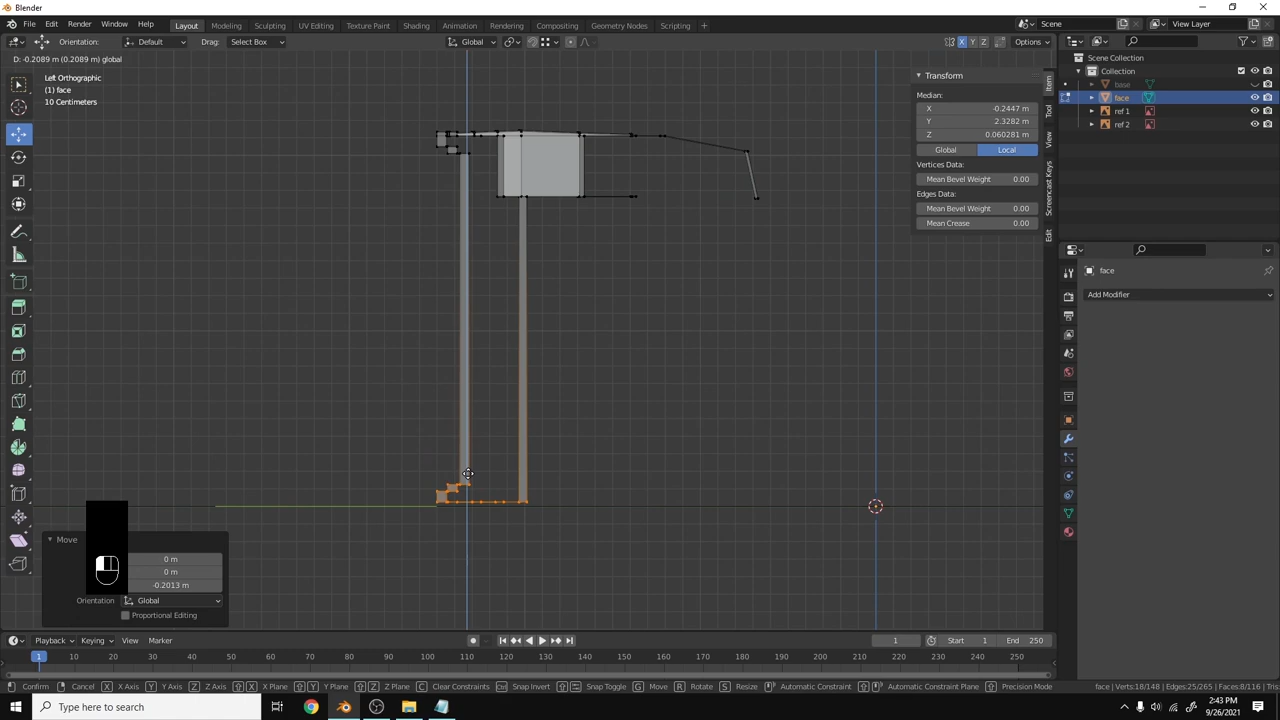 Blender
File Edit Render Window Help
Layout Modeling Sculpting UV Editing Texture Paint Shading Animation Rendering Compositing Geometry Nodes Scripting
Scene
View Layer
Orientation: Default Drag: Select Box
Global
X Y Z Options
D: -0.2089 m (0.2089 m) global
Left Orthographic
(1) face
10 Centimeters
Transform
Median:
X -0.2447 m
Y 2.3282 m
Z 0.060281 m
Global Local
Vertices Data:
Mean Bevel Weight 0.00
Edges Data:
Mean Bevel Weight 0.00
Mean Crease 0.00
Item
Tool
View
Screencast Keys
Edit
Scene Collection
Collection
base
face
ref 1
ref 2
face
Add Modifier
Move
0 m
0 m
-0.2013 m
Orientation Global
Proportional Editing
Playback Keying View Marker
1 Start 1 End 250
1 10 20 30 40 50 60 70 80 90 100 110 120 130 140 150 160 170 180 190 200 210 220 230 240 250
Confirm Cancel X X Axis Y Y Axis Z Z Axis X X Plane Y Y Plane Z Z Plane C Clear Constraints Snap Invert Snap Toggle G Move R Rotate S Resize Automatic Constraint Automatic Constraint Plane Precision Mode face | Verts:18/148 | Edges:25/265 | Faces:8/116 | Tris:
Type here to search
2:43 PM
9/26/2021